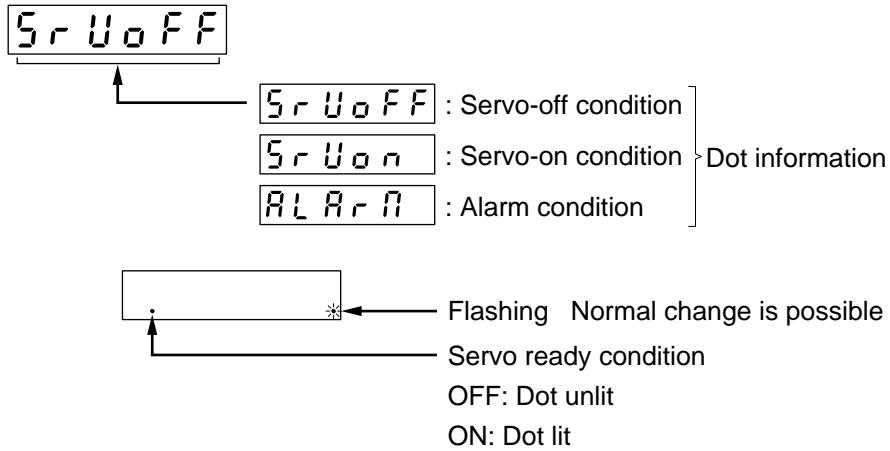 SrUoFF
SrUoFF : Servo-off condition
SrUon : Servo-on condition
ALArM : Alarm condition
Dot information
Flashing Normal change is possible
Servo ready condition
OFF: Dot unlit
ON: Dot lit